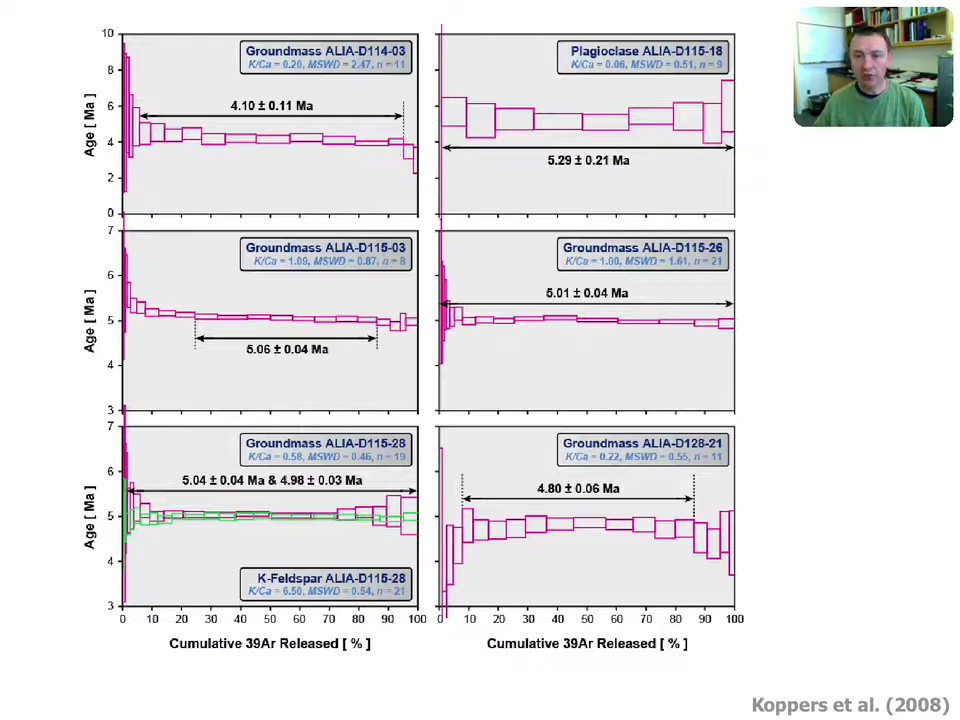 Groundmass ALIA-D114-03
K/Ca = 0.20, MSWD = 2.47, n = 11
4.10 ± 0.11 Ma
Age [ Ma ]
10
8
6
4
2
0
Plagioclase ALIA-D115-18
K/Ca = 0.06, MSWD = 0.51, n = 9
5.29 ± 0.21 Ma
Groundmass ALIA-D115-03
K/Ca = 1.09, MSWD = 0.87, n = 8
5.06 ± 0.04 Ma
Age [ Ma ]
7
6
5
4
3
Groundmass ALIA-D115-26
K/Ca = 1.00, MSWD = 1.61, n = 21
5.01 ± 0.04 Ma
Groundmass ALIA-D115-28
K/Ca = 0.58, MSWD = 0.46, n = 19
5.04 ± 0.04 Ma & 4.98 ± 0.03 Ma
K-Feldspar ALIA-D115-28
K/Ca = 6.50, MSWD = 0.54, n = 21
Age [ Ma ]
7
6
5
4
3
0 10 20 30 40 50 60 70 80 90 100
Cumulative 39Ar Released [ % ]
Groundmass ALIA-D128-21
K/Ca = 0.22, MSWD = 0.55, n = 11
4.80 ± 0.06 Ma
0 10 20 30 40 50 60 70 80 90 100
Cumulative 39Ar Released [ % ]
Koppers et al. (2008)